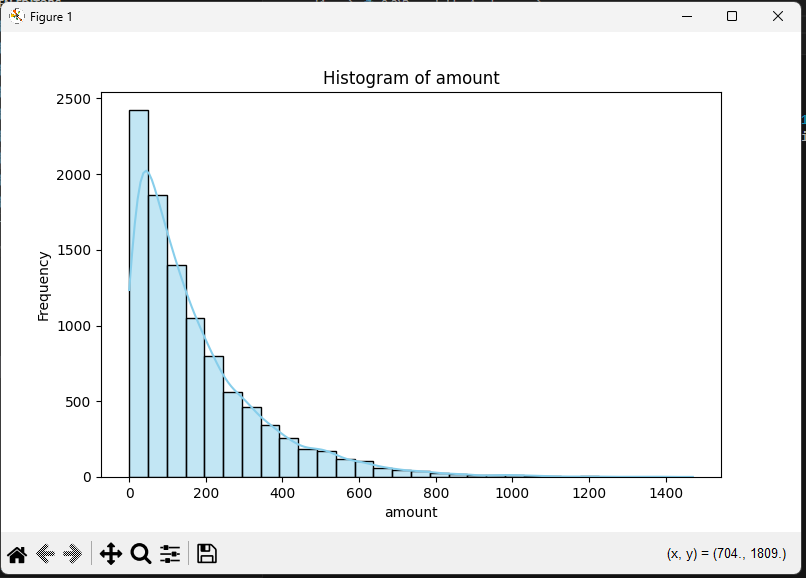 Figure 1
Histogram of amount
2500
2000
1500
1000
500
0
Frequency
0 200 400 600 800 1000 1200 1400
amount
(x, y) = (704., 1809.)